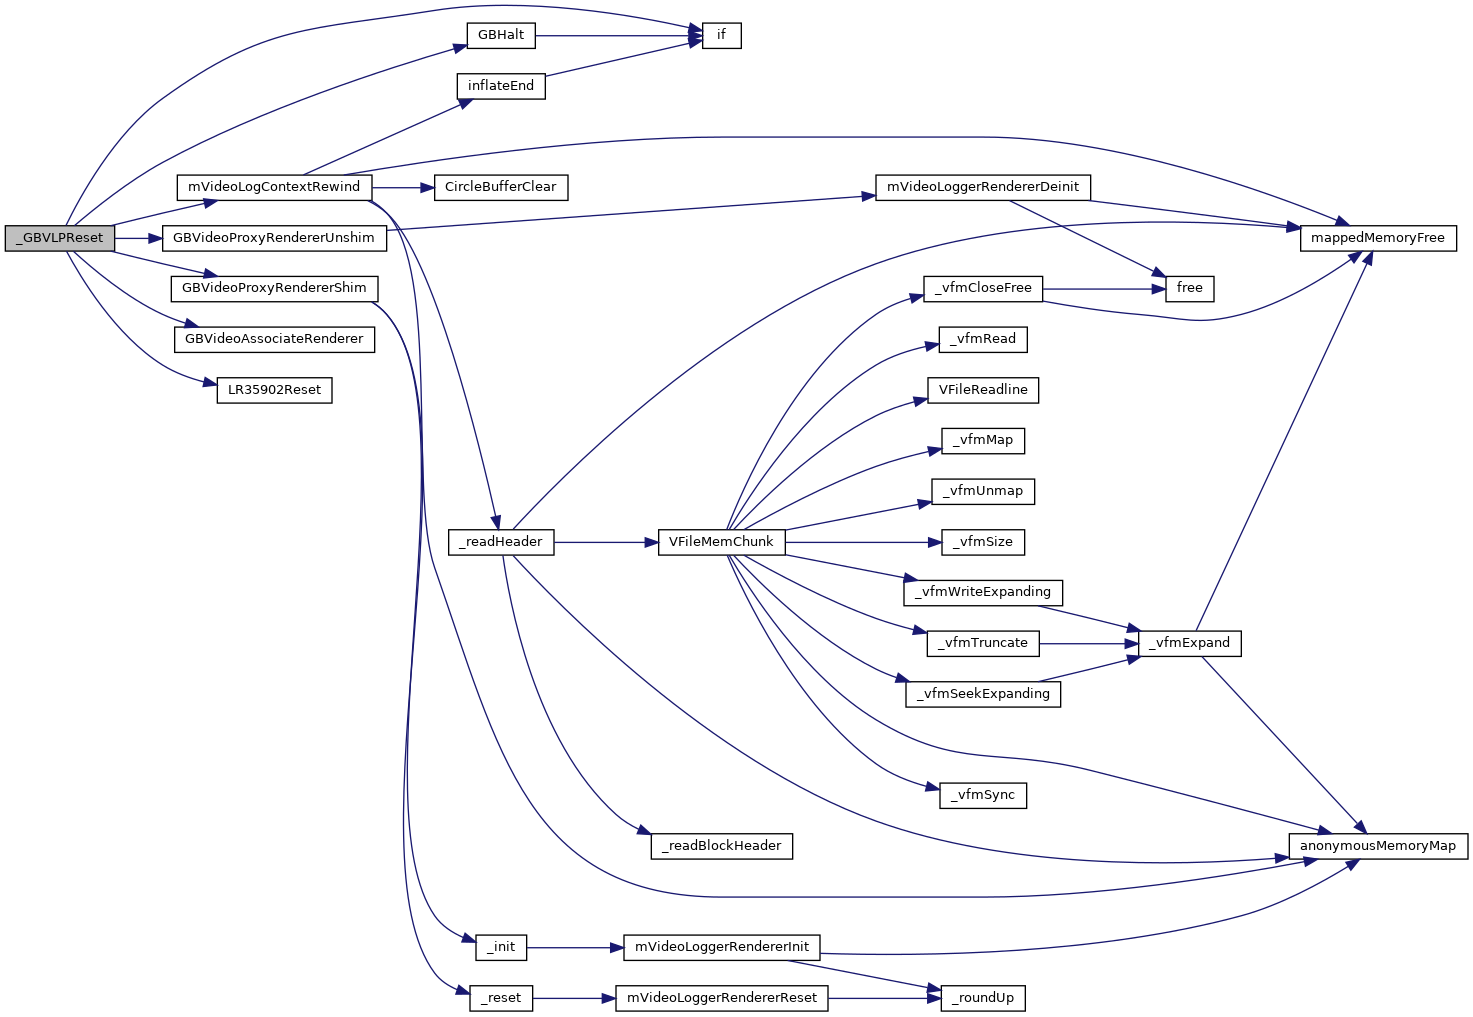 _GBVLPReset
GBHalt
if
inflateEnd
mVideoLogContextRewind
CircleBufferClear
mVideoLoggerRendererDeinit
GBVideoProxyRendererUnshim
mappedMemoryFree
GBVideoProxyRendererShim
_vfmCloseFree
free
GBVideoAssociateRenderer
_vfmRead
LR35902Reset
VFileReadline
_vfmMap
_vfmUnmap
_readHeader
VFileMemChunk
_vfmSize
_vfmWriteExpanding
_vfmTruncate
_vfmExpand
_vfmSeekExpanding
_vfmSync
_readBlockHeader
anonymousMemoryMap
_init
mVideoLoggerRendererInit
_reset
mVideoLoggerRendererReset
_roundUp